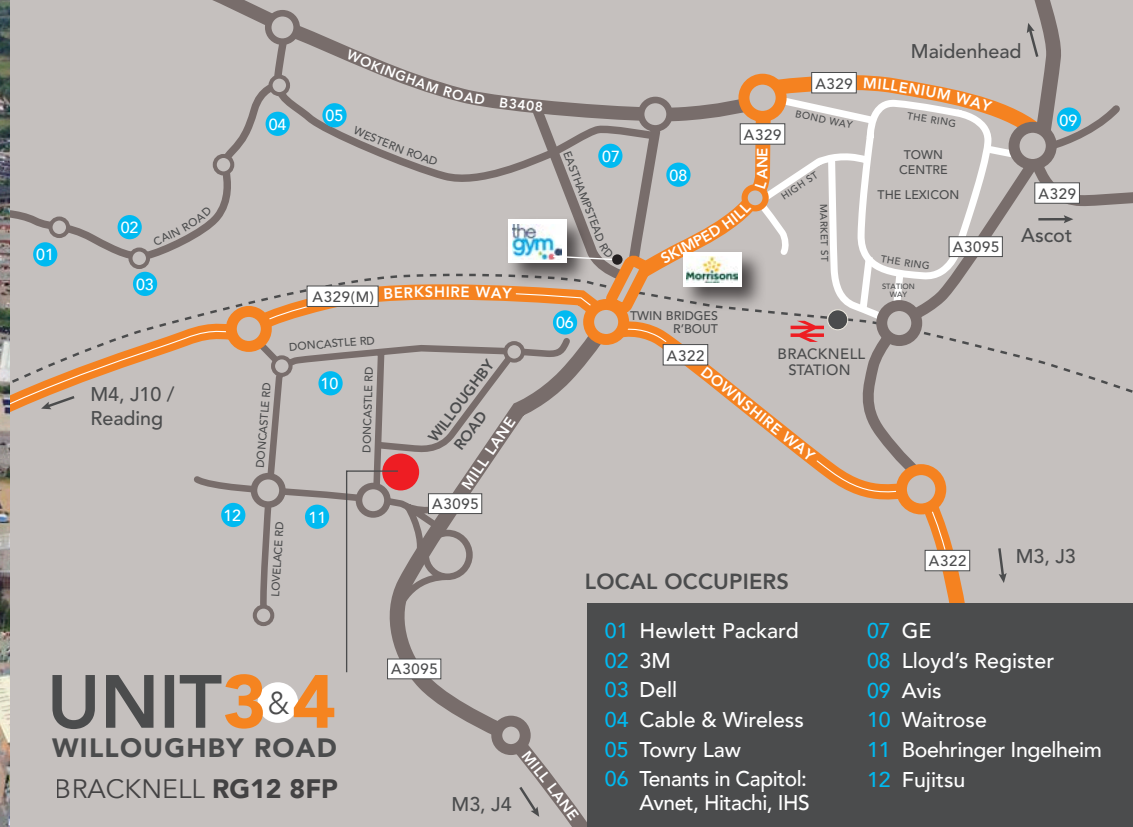 Maidenhead
WOKINGHAM ROAD B3408
A329
MILLENIUM WAY
09
04
05
WESTERN ROAD
07
08
A329
BOND WAY
THE RING
TOWN
CENTRE
THE LEXICON
A329
Ascot
EASTHAMPSTEAD RD
SKIMPED HILL LANE
HIGH ST
MARKET ST
A3095
01
02
CAIN ROAD
03
the
gym
Morrisons
THE RING
STATION
WAY
A329(M)
BERKSHIRE WAY
06
TWIN BRIDGES
R'BOUT
BRACKNELL
STATION
A322
DOWNSHIRE WAY
DONCASTLE RD
10
M4, J10 /
Reading
DONCASTLE RD
DONCASTLE RD
WILLOUGHBY
ROAD
MILL LANE
A3095
12
11
LOVELACE RD
A322
M3, J3
A3095
MILL LANE
M3, J4
UNIT 3 & 4
WILLOUGHBY ROAD
BRACKNELL RG12 8FP
LOCAL OCCUPIERS
01 Hewlett Packard
02 3M
03 Dell
04 Cable & Wireless
05 Towry Law
06 Tenants in Capitol:
Avnet, Hitachi, IHS
07 GE
08 Lloyd's Register
09 Avis
10 Waitrose
11 Boehringer Ingelheim
12 Fujitsu